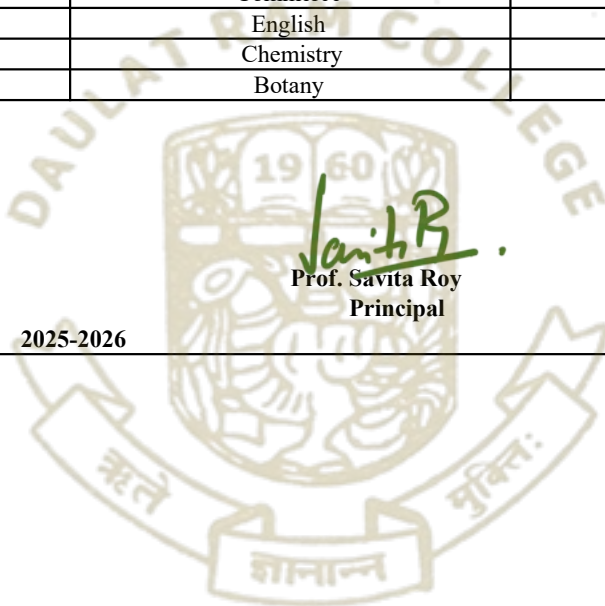 English
Chemistry
Botany
DAULAT RAM COLLEGE
19 60
Prof. Savita Roy
Principal
2025-2026
ऋते
ज्ञानान्न
मुक्ति: